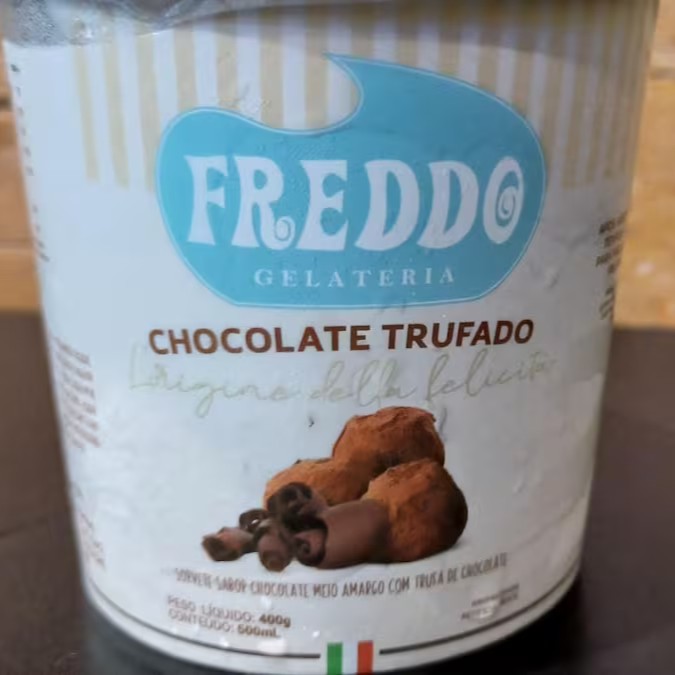 FREDDO
GELATERIA
CHOCOLATE TRUFADO
L'origine della felicità
SORVETE SABOR CHOCOLATE MEIO AMARGO COM TRUFA DE CHOCOLATE
PESO LÍQUIDO: 400g
CONTEÚDO: 500mL